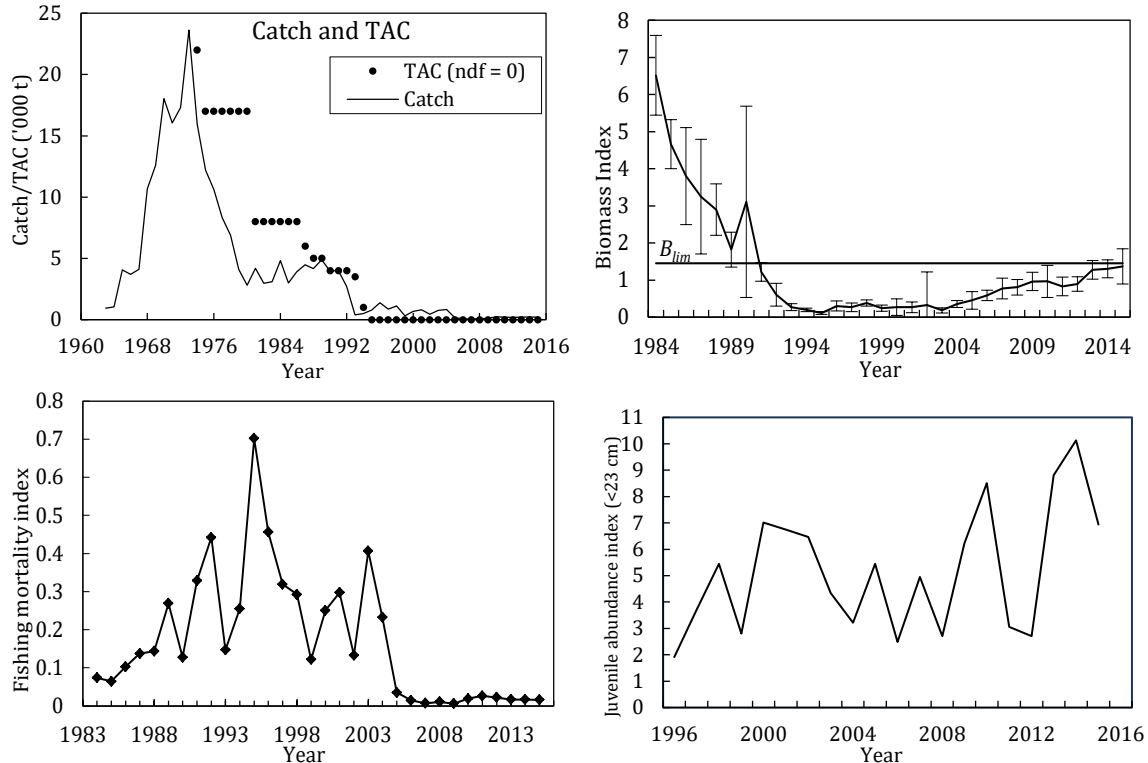 Catch and TAC
TAC (ndf = 0)
Catch
Catch/TAC ('000 t)
25
20
15
10
5
0
1960 1968 1976 1984 1992 2000 2008 2016
Year
Biomass Index
8
7
6
5
4
3
2
1
0
Blim
1984 1989 1994 1999 2004 2009 2014
Year
Fishing mortality index
0.8
0.7
0.6
0.5
0.4
0.3
0.2
0.1
0
1983 1988 1993 1998 2003 2008 2013
Year
Juvenile abundance index (<23 cm)
11
10
9
8
7
6
5
4
3
2
1
0
1996 2000 2004 2008 2012 2016
Year